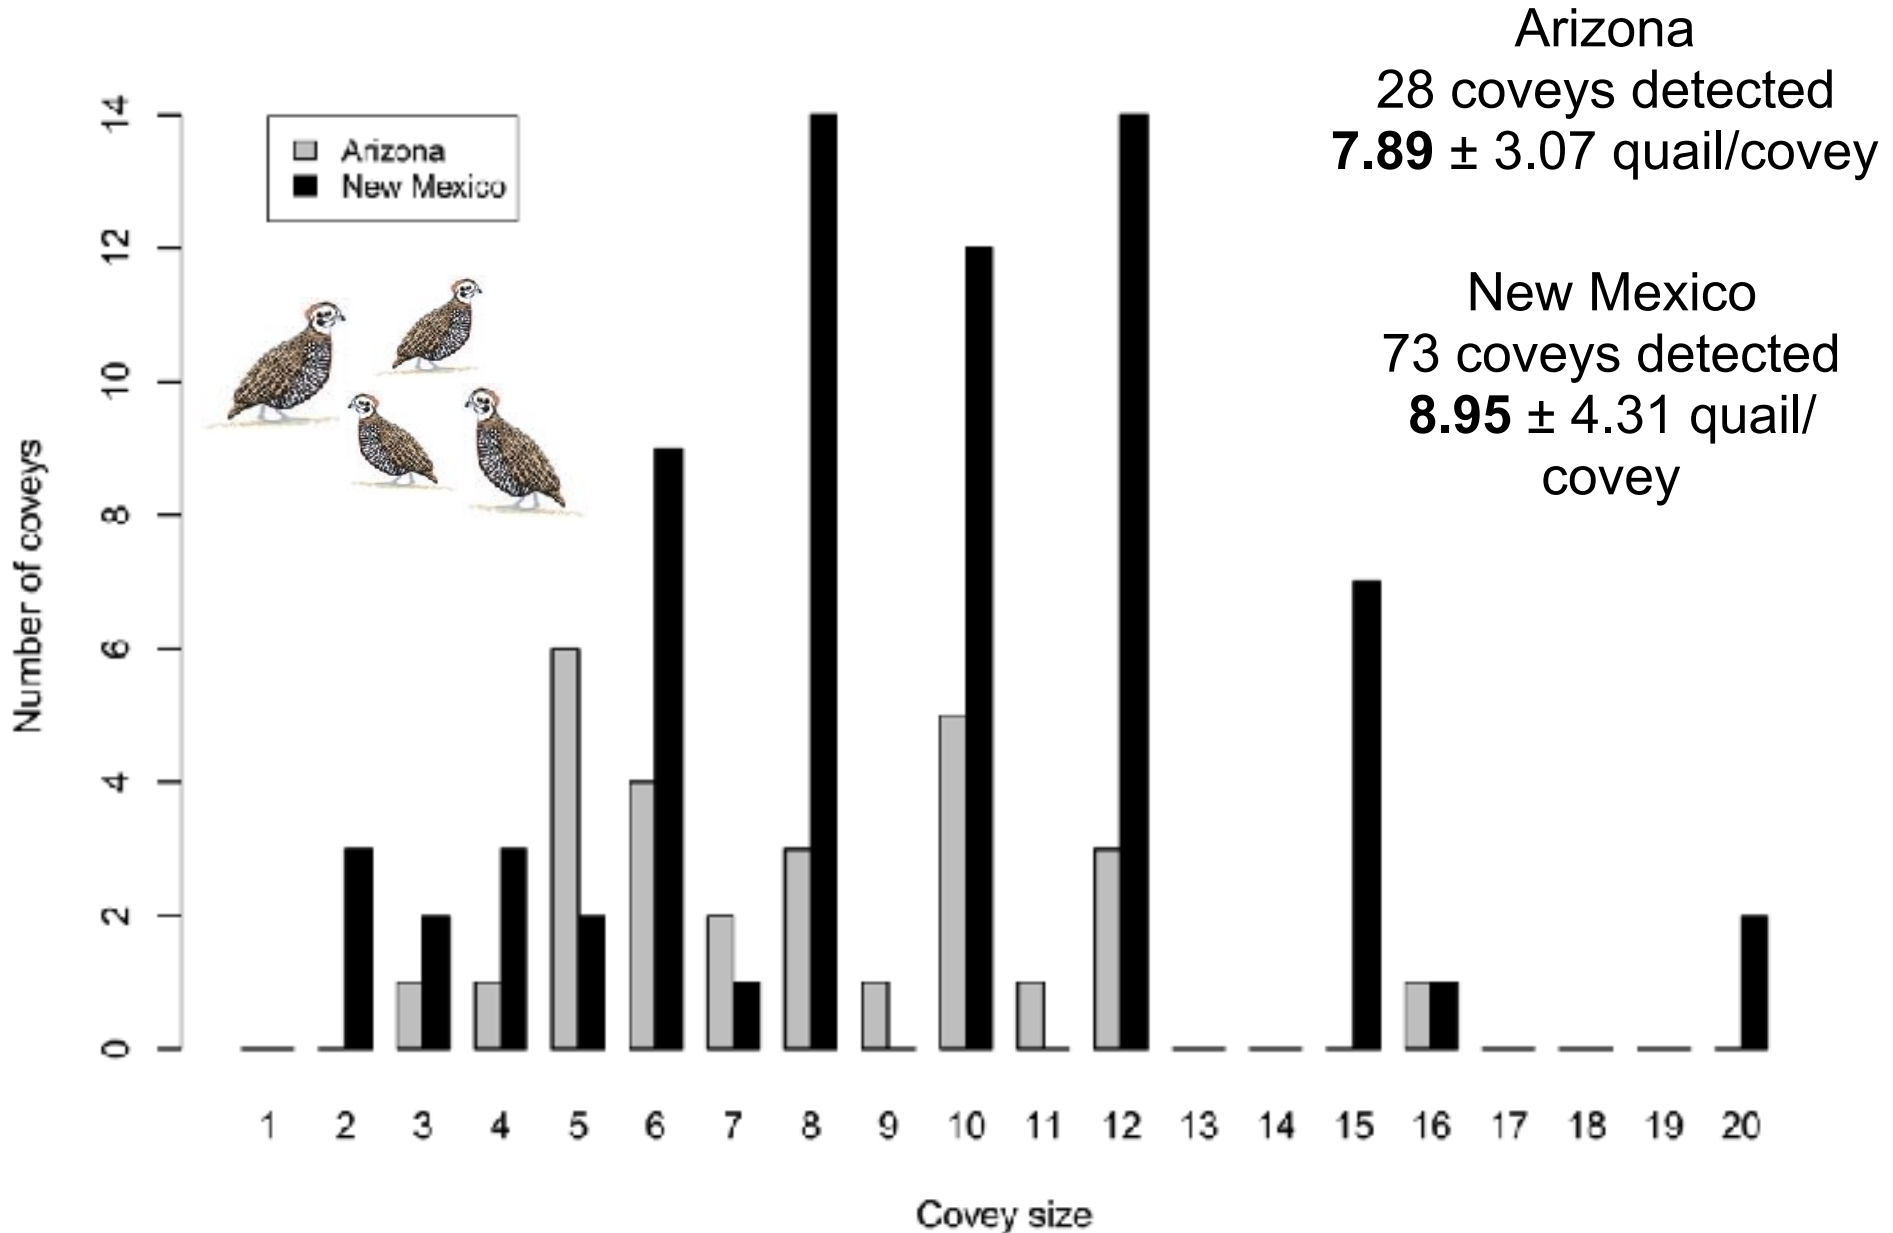 Arizona
28 coveys detected
7.89 ± 3.07 quail/covey
New Mexico
73 coveys detected
8.95 ± 4.31 quail/
covey
Arizona
New Mexico
Number of coveys
14
12
10
8
6
4
2
0
1 2 3 4 5 6 7 8 9 10 11 12 13 14 15 16 17 18 19 20
Covey size